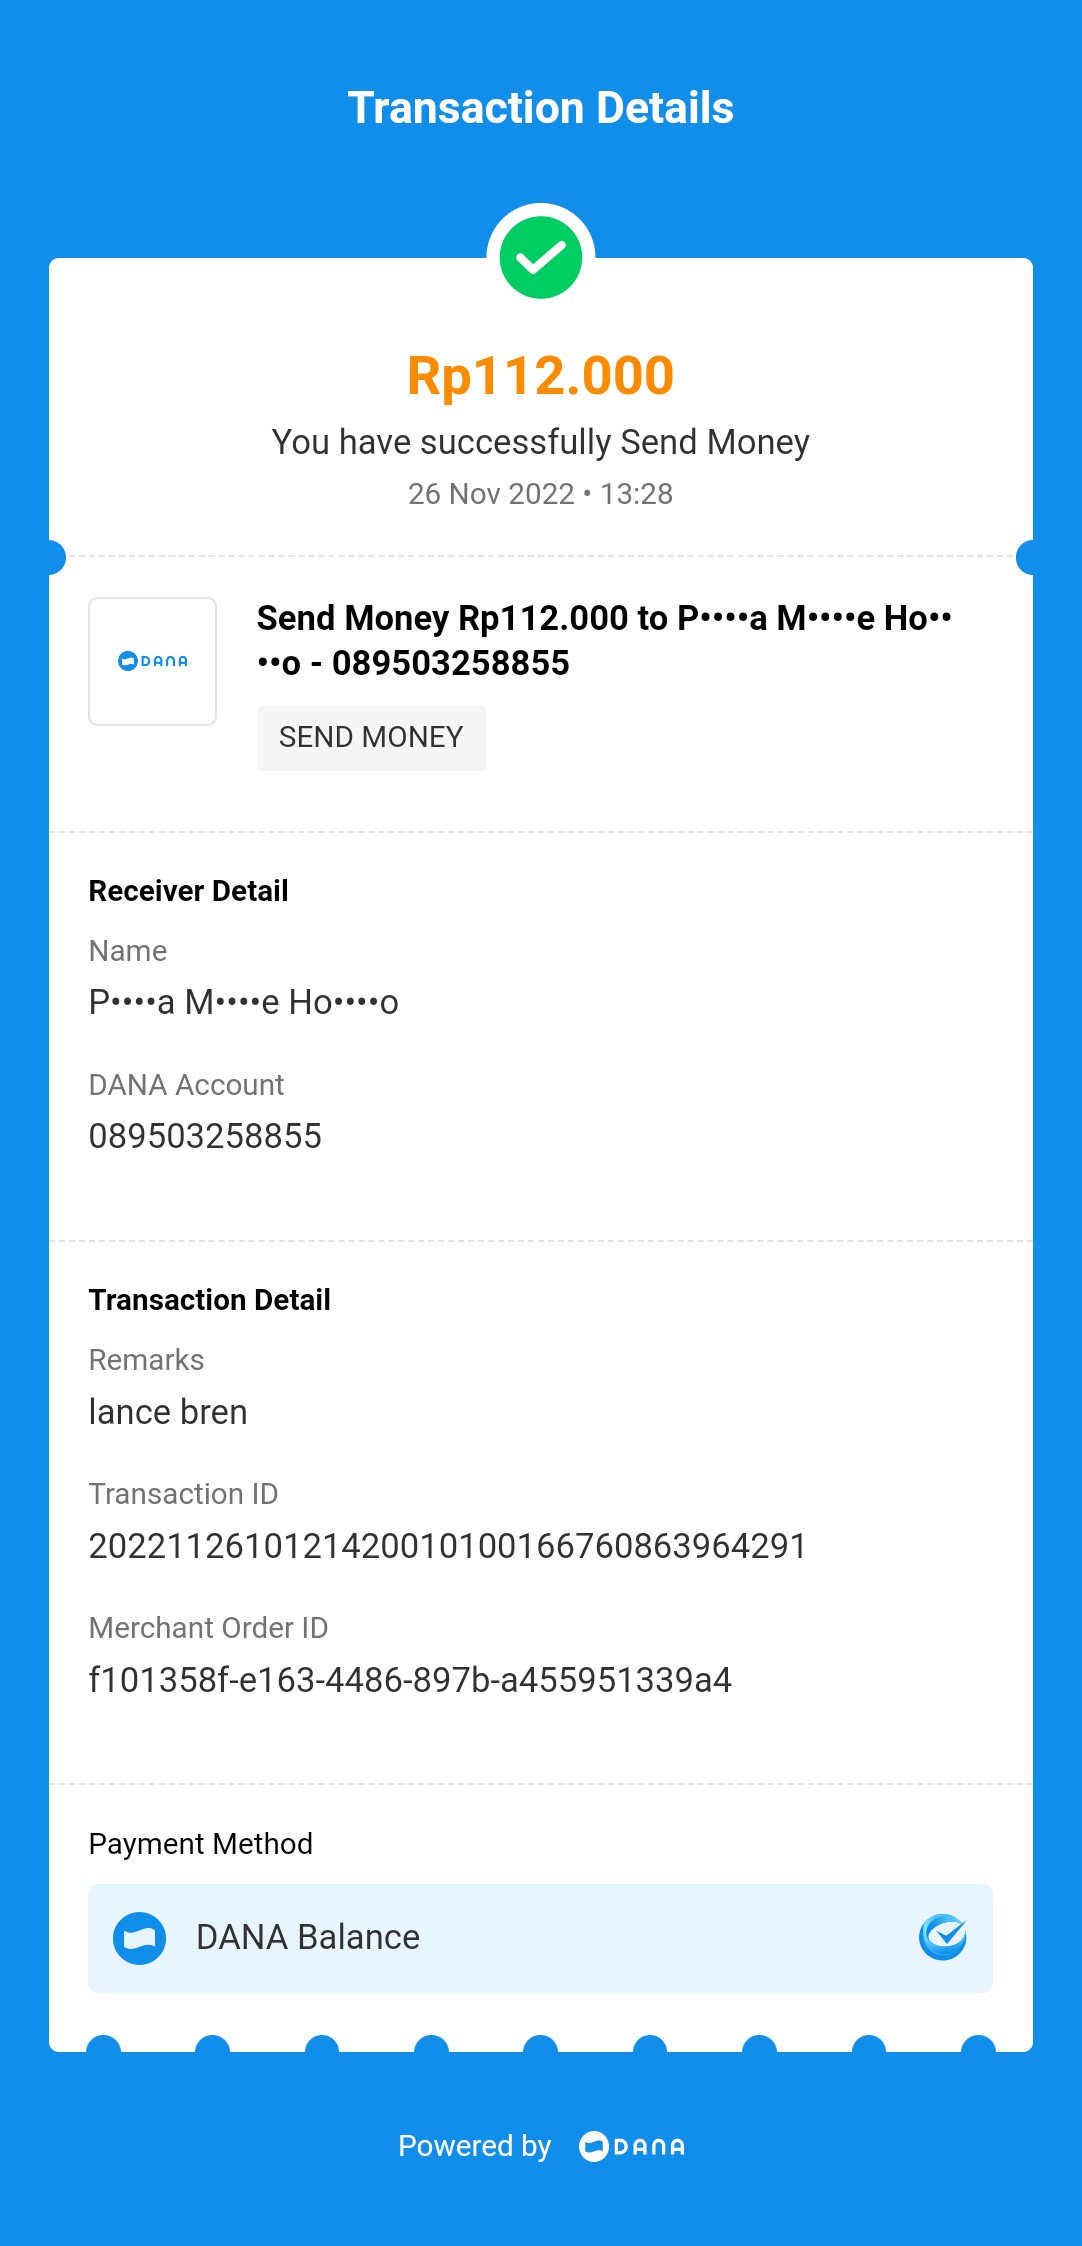 Transaction Details
Rp112.000
You have successfully Send Money
26 Nov 2022 • 13:28
DANA
Send Money Rp112.000 to P••••a M••••e Ho••
••o - 089503258855
SEND MONEY
Receiver Detail
Name
P••••a M••••e Ho••••o
DANA Account
089503258855
Transaction Detail
Remarks
lance bren
Transaction ID
2022112610121420010100166760863964291
Merchant Order ID
f101358f-e163-4486-897b-a455951339a4
Payment Method
DANA Balance
Powered by DANA